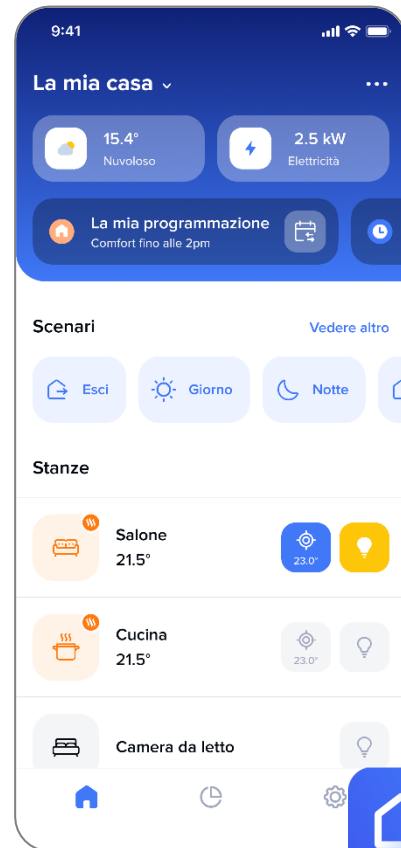 9:41
La mia casa
15.4°
Nuvoloso
2.5 kW
Elettricità
La mia programmazione
Comfort fino alle 2pm
Scenari
Vedere altro
Esci
Giorno
Notte
Stanze
Salone
21.5°
23.0°
Cucina
21.5°
23.0°
Camera da letto